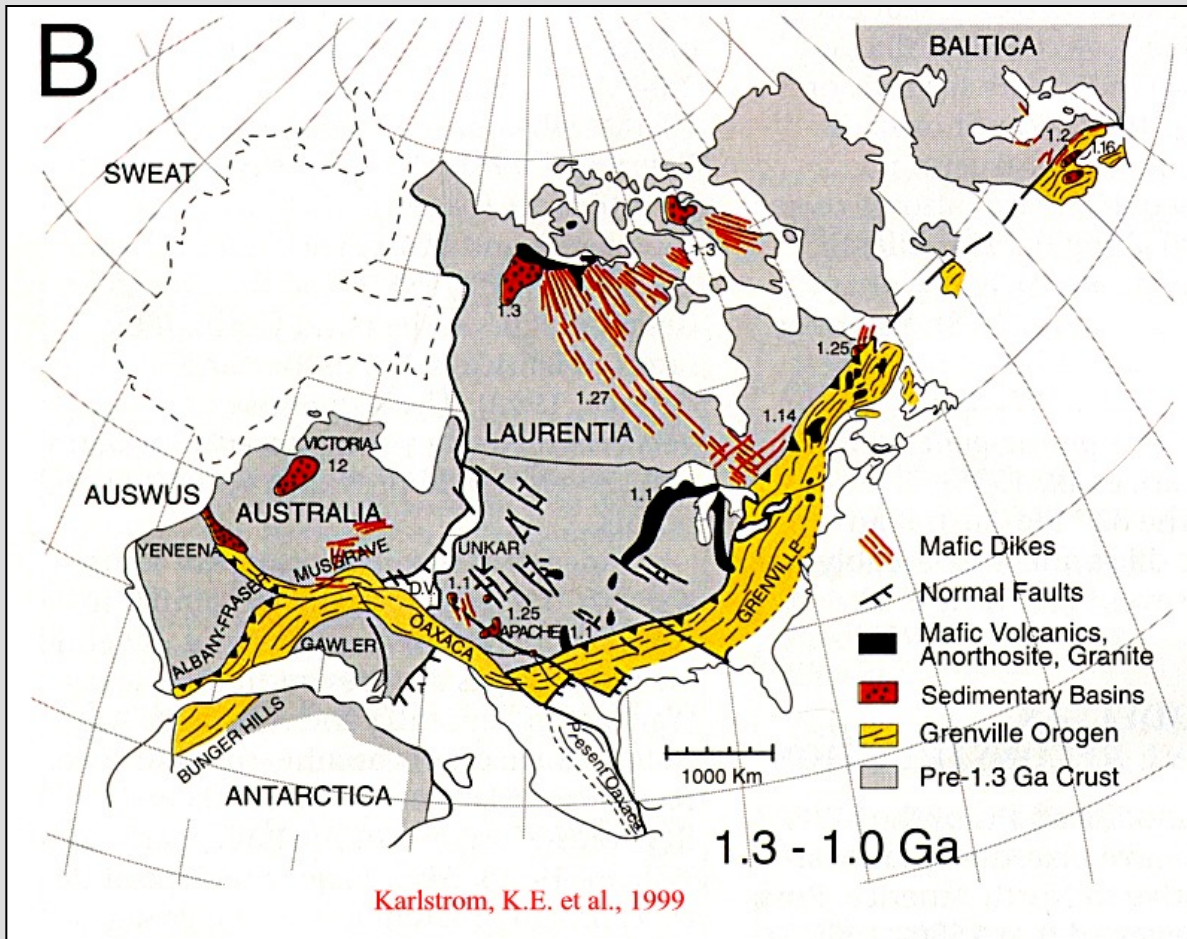 B
BALTICA
1.2
1.16
SWEAT
1.3
1.3
1.25
1.27
1.14
LAURENTIA
VICTORIA
1.2
AUSWUS
AUSTRALIA
1.1
YENEENA
MUSGRAVE
UNKAR
D.V.
1.1
1.25
APACHE
1.1
ALBANY-FRASER
OAXACA
GAWLER
GRENVILLE
BUNGER HILLS
ANTARCTICA
Present Oaxaca
Mafic Dikes
Normal Faults
Mafic Volcanics,
Anorthosite, Granite
Sedimentary Basins
Grenville Orogen
Pre-1.3 Ga Crust
1000 Km
1.3 - 1.0 Ga
Karlstrom, K.E. et al., 1999